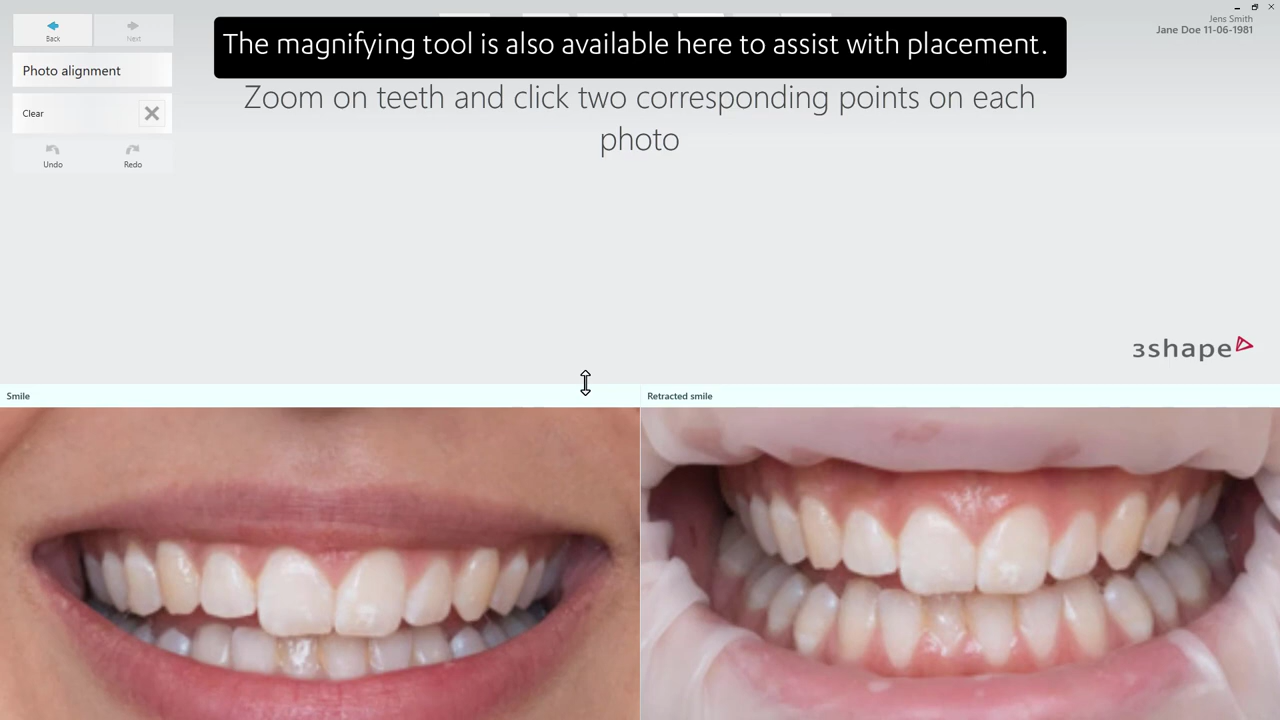 Back
Next
Photo alignment
Clear
Undo
Redo
The magnifying tool is also available here to assist with placement.
Zoom on teeth and click two corresponding points on each
photo
Jens Smith
Jane Doe 11-06-1981
3shape
Smile
Retracted smile